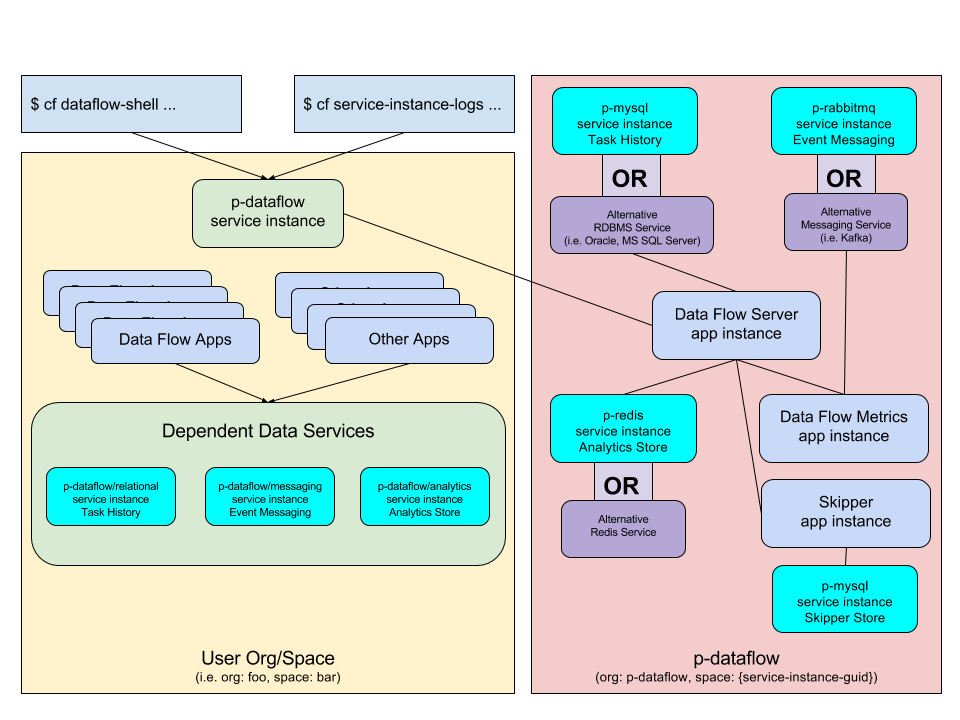 $ cf dataflow-shell ...
$ cf service-instance-logs ...
p-dataflow
service instance
Data Flow Apps
Other Apps
Dependent Data Services
p-dataflow/relational
service instance
Task History
p-dataflow/messaging
service instance
Event Messaging
p-dataflow/analytics
service instance
Analytics Store
User Org/Space
(i.e. org: foo, space: bar)
p-mysql
service instance
Task History
OR
Alternative
RDBMS Service
(i.e. Oracle, MS SQL Server)
p-rabbitmq
service instance
Event Messaging
OR
Alternative
Messaging Service
(i.e. Kafka)
Data Flow Server
app instance
p-redis
service instance
Analytics Store
OR
Alternative
Redis Service
Data Flow Metrics
app instance
Skipper
app instance
p-mysql
service instance
Skipper Store
p-dataflow
(org: p-dataflow, space: {service-instance-guid})